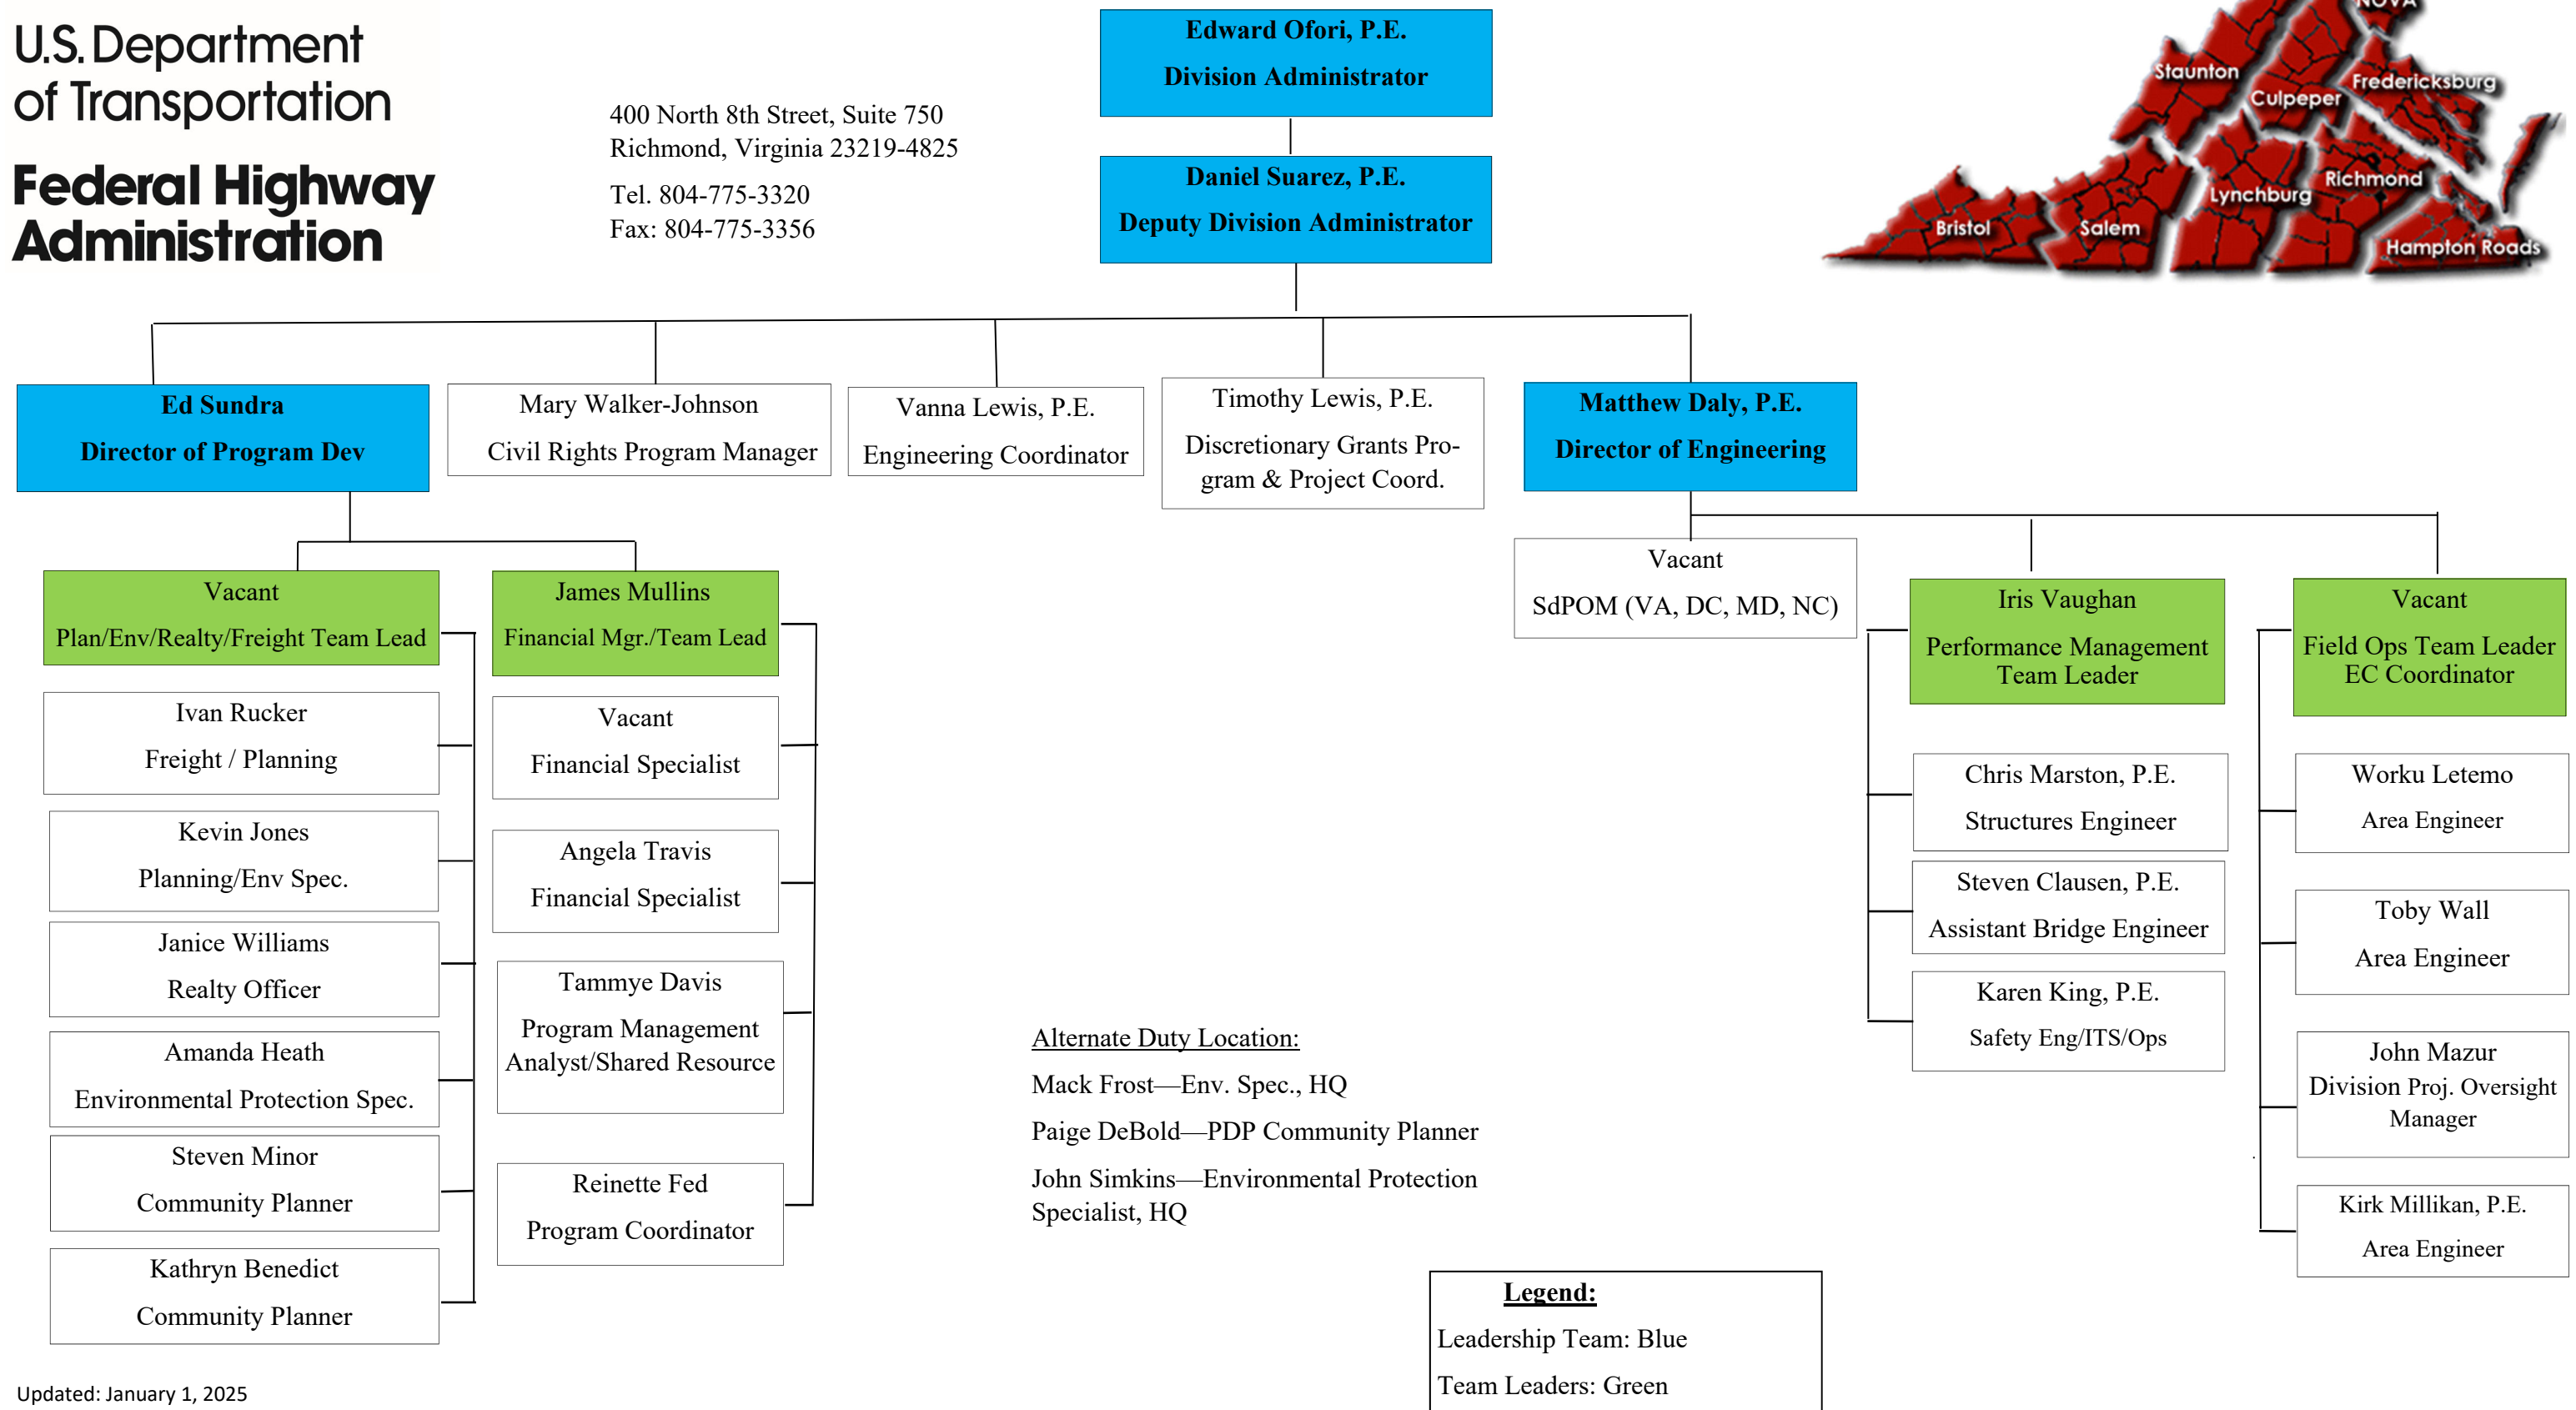 U.S. Department
of Transportation
Federal Highway
Administration
400 North 8th Street, Suite 750
Richmond, Virginia 23219-4825
Tel. 804-775-3320
Fax: 804-775-3356
Edward Ofori, P.E.
Division Administrator
Daniel Suarez, P.E.
Deputy Division Administrator
NOVA
Staunton
Culpeper
Fredericksburg
Richmond
Lynchburg
Bristol
Salem
Hampton Roads
Ed Sundra
Director of Program Dev
Mary Walker-Johnson
Civil Rights Program Manager
Vanna Lewis, P.E.
Engineering Coordinator
Timothy Lewis, P.E.
Discretionary Grants Pro-
gram & Project Coord.
Matthew Daly, P.E.
Director of Engineering
Vacant
Plan/Env/Realty/Freight Team Lead
Ivan Rucker
Freight / Planning
Kevin Jones
Planning/Env Spec.
Janice Williams
Realty Officer
Amanda Heath
Environmental Protection Spec.
Steven Minor
Community Planner
Kathryn Benedict
Community Planner
James Mullins
Financial Mgr./Team Lead
Vacant
Financial Specialist
Angela Travis
Financial Specialist
Tammye Davis
Program Management
Analyst/Shared Resource
Reinette Fed
Program Coordinator
Vacant
SdPOM (VA, DC, MD, NC)
Iris Vaughan
Performance Management
Team Leader
Chris Marston, P.E.
Structures Engineer
Steven Clausen, P.E.
Assistant Bridge Engineer
Karen King, P.E.
Safety Eng/ITS/Ops
Vacant
Field Ops Team Leader
EC Coordinator
Worku Letemo
Area Engineer
Toby Wall
Area Engineer
John Mazur
Division Proj. Oversight
Manager
Kirk Millikan, P.E.
Area Engineer
Alternate Duty Location:
Mack Frost—Env. Spec., HQ
Paige DeBold—PDP Community Planner
John Simkins—Environmental Protection
Specialist, HQ
Legend:
Leadership Team: Blue
Team Leaders: Green
Updated: January 1, 2025